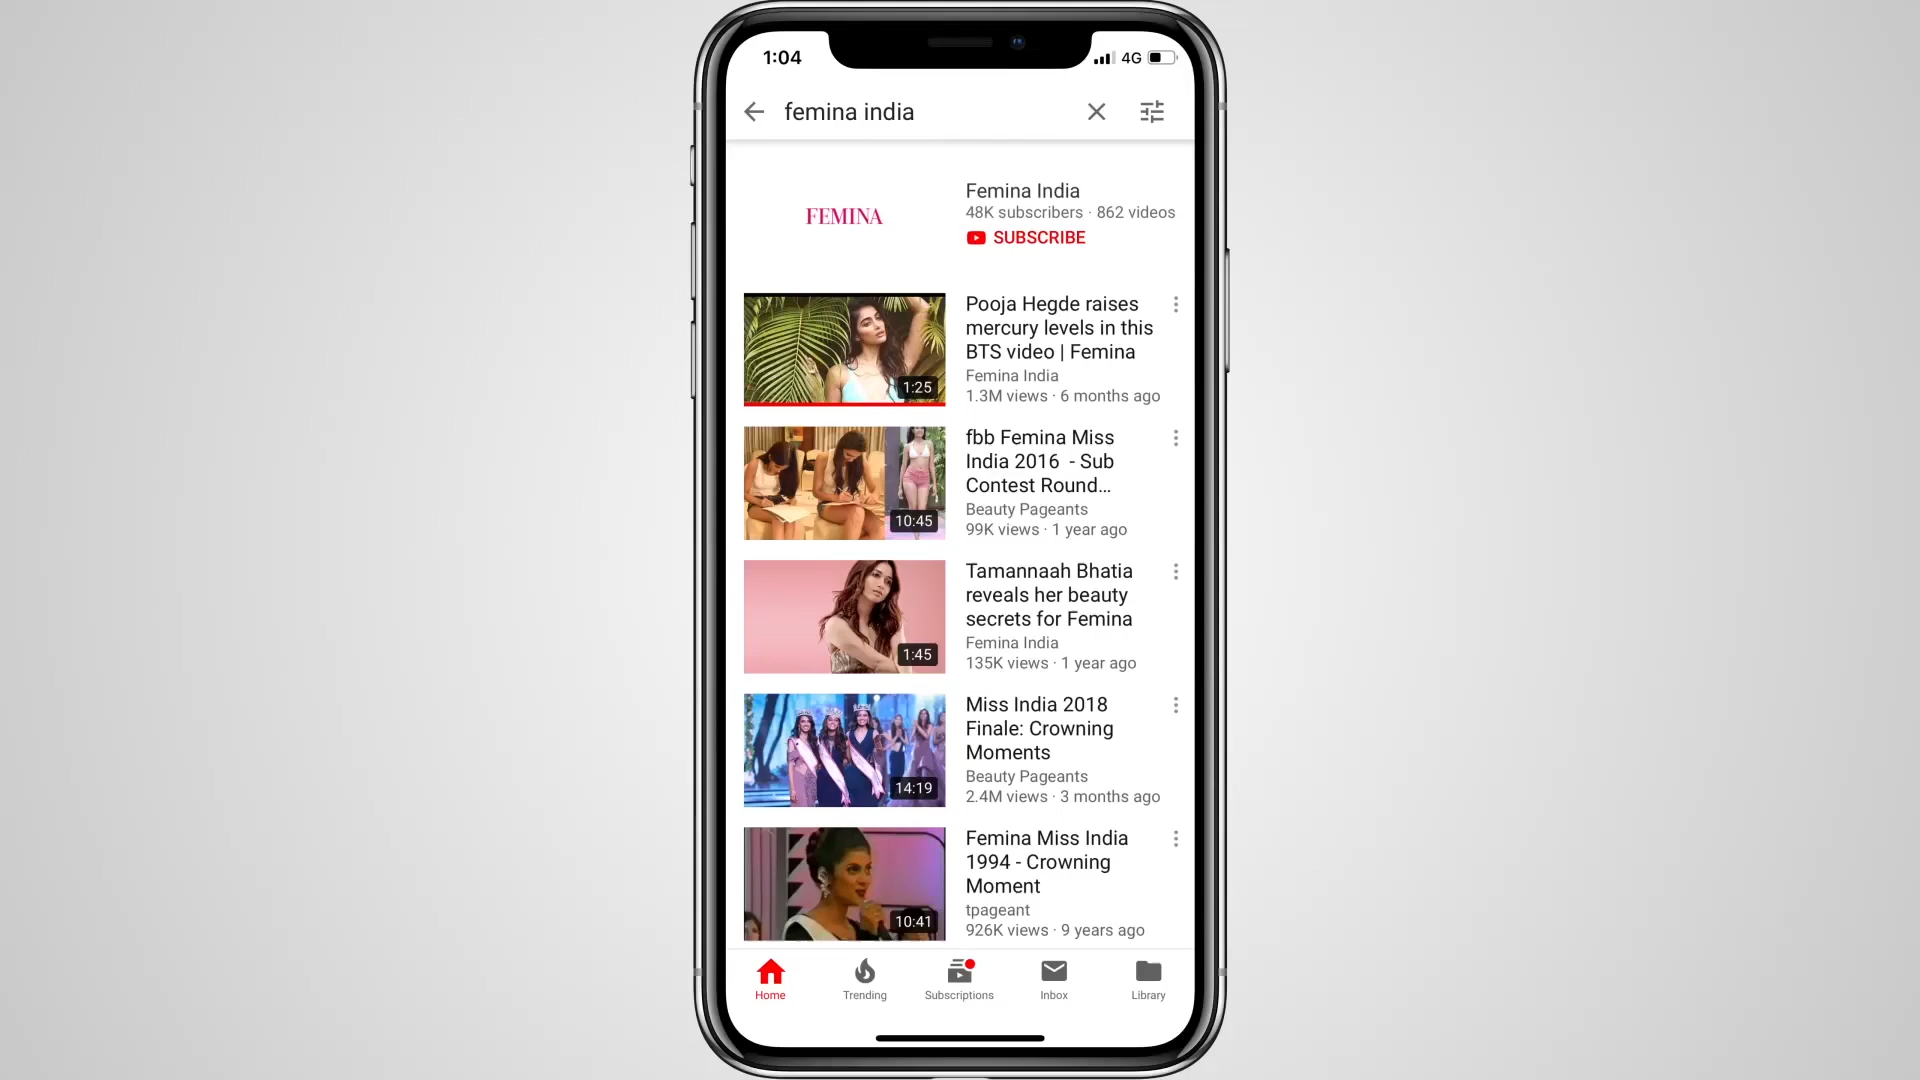 1:04
4G
femina india
FEMINA
Femina India
48K subscribers · 862 videos
SUBSCRIBE
Pooja Hegde raises
mercury levels in this
BTS video | Femina
Femina India
1.3M views · 6 months ago
1:25
fbb Femina Miss
India 2016 - Sub
Contest Round...
Beauty Pageants
99K views · 1 year ago
10:45
Tamannaah Bhatia
reveals her beauty
secrets for Femina
Femina India
135K views · 1 year ago
1:45
Miss India 2018
Finale: Crowning
Moments
Beauty Pageants
2.4M views · 3 months ago
14:19
Femina Miss India
1994 - Crowning
Moment
tpageant
926K views · 9 years ago
10:41
Home
Trending
Subscriptions
Inbox
Library